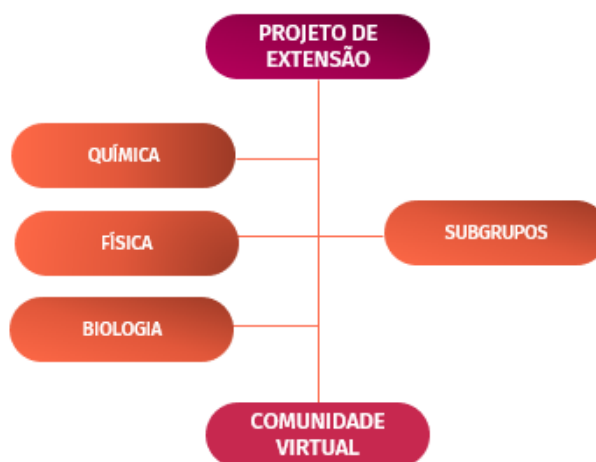 PROJETO DE
EXTENSÃO
QUÍMICA
FÍSICA
SUBGRUPOS
BIOLOGIA
COMUNIDADE
VIRTUAL